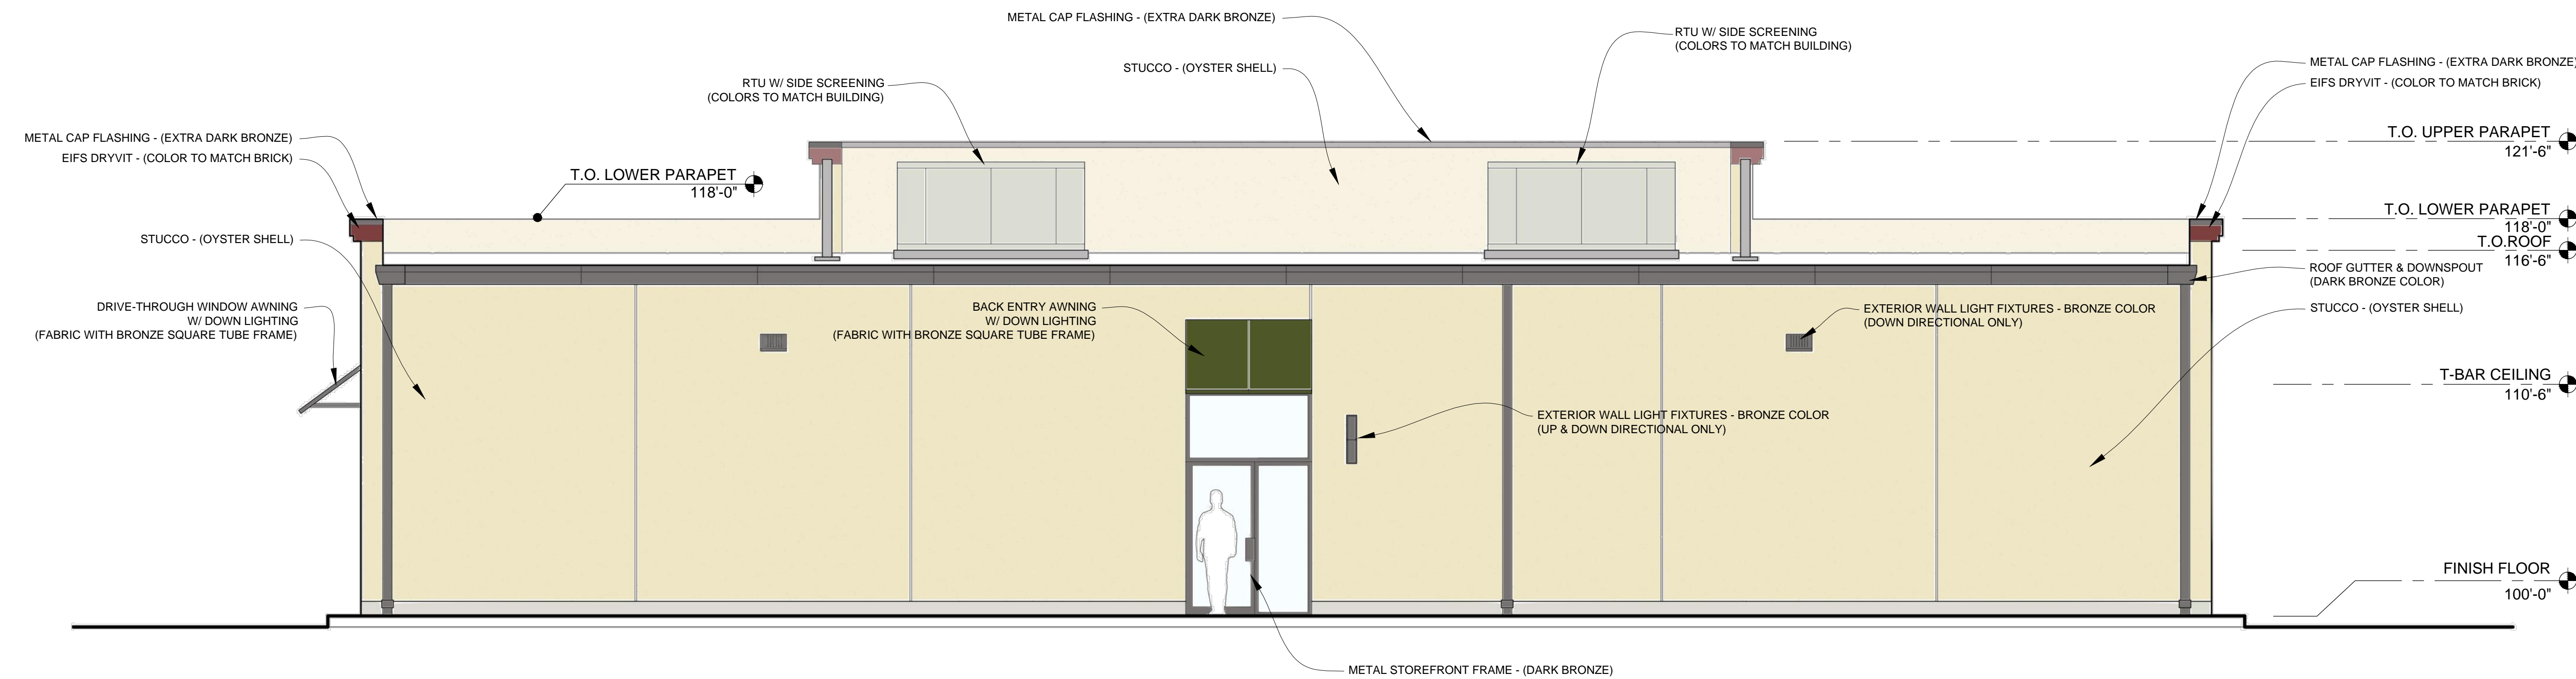 METAL CAP FLASHING - (EXTRA DARK BRONZE)
RTU W/ SIDE SCREENING
(COLORS TO MATCH BUILDING)
STUCCO - (OYSTER SHELL)
METAL CAP FLASHING - (EXTRA DARK BRONZE)
EIFS DRYVIT - (COLOR TO MATCH BRICK)
RTU W/ SIDE SCREENING
(COLORS TO MATCH BUILDING)
METAL CAP FLASHING - (EXTRA DARK BRONZE)
EIFS DRYVIT - (COLOR TO MATCH BRICK)
T.O. UPPER PARAPET
121'-6"
T.O. LOWER PARAPET
118'-0"
T.O. LOWER PARAPET
118'-0"
T.O.ROOF
116'-6"
STUCCO - (OYSTER SHELL)
ROOF GUTTER & DOWNSPOUT
(DARK BRONZE COLOR)
DRIVE-THROUGH WINDOW AWNING
W/ DOWN LIGHTING
(FABRIC WITH BRONZE SQUARE TUBE FRAME)
BACK ENTRY AWNING
W/ DOWN LIGHTING
(FABRIC WITH BRONZE SQUARE TUBE FRAME)
EXTERIOR WALL LIGHT FIXTURES - BRONZE COLOR
(DOWN DIRECTIONAL ONLY)
STUCCO - (OYSTER SHELL)
T-BAR CEILING
110'-6"
EXTERIOR WALL LIGHT FIXTURES - BRONZE COLOR
(UP & DOWN DIRECTIONAL ONLY)
FINISH FLOOR
100'-0"
METAL STOREFRONT FRAME - (DARK BRONZE)